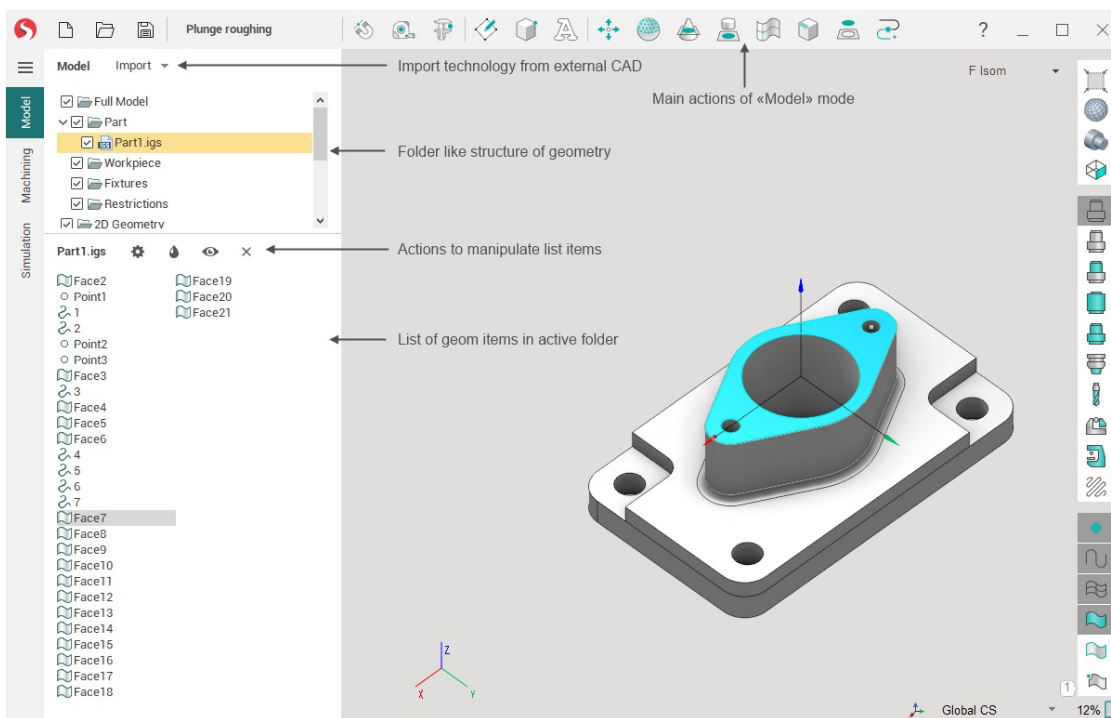 Plunge roughing
?
Model Import
Import technology from external CAD
F Isom
Main actions of «Model» mode
Model
Machining
Simulation
Full Model
Part
Part1.igs
Workpiece
Fixtures
Restrictions
2D Geometry
Folder like structure of geometry
Part1.igs
Actions to manipulate list items
Face2
Point1
1
2
Point2
Point3
Face3
3
Face4
Face5
Face6
4
5
6
7
Face7
Face8
Face9
Face10
Face11
Face12
Face13
Face14
Face15
Face16
Face17
Face18
Face19
Face20
Face21
List of geom items in active folder
Z
X
Y
1
Global CS
12%